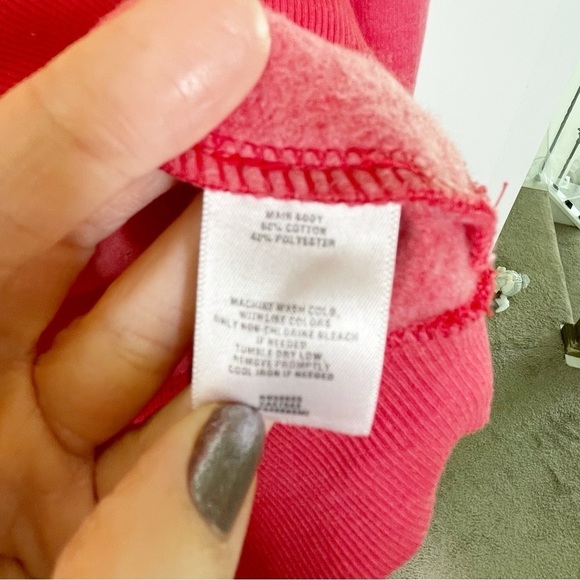 MAIN BODY
60% COTTON
40% POLYESTER
MACHINE WASH COLD,
WITH LIKE COLORS
ONLY NON-CHLORINE BLEACH
IF NEEDED
TUMBLE DRY LOW
REMOVE PROMPTLY
COOL IRON IF NEEDED